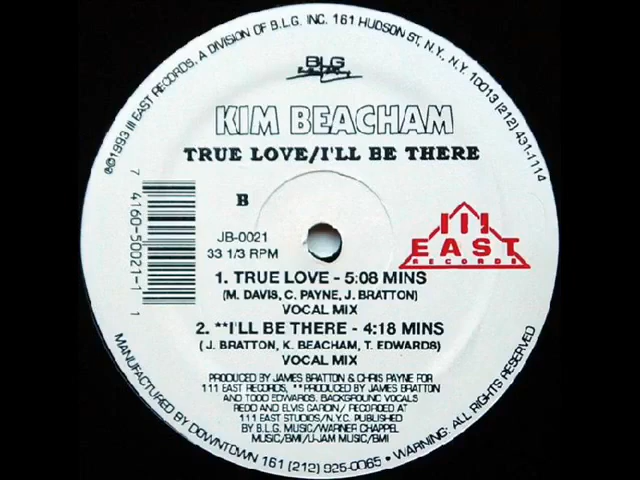 ℗©1993 III EAST RECORDS, A DIVISION OF B.L.G. INC. 161 HUDSON ST, N.Y., N.Y. 10013 (212) 431-1114
BLG
KIM BEACHAM
TRUE LOVE/I'LL BE THERE
B
7 4160-50021-1 1
JB-0021
33 1/3 RPM
III
EAST
RECORDS
1. TRUE LOVE - 5:08 MINS
(M. DAVIS, C. PAYNE, J. BRATTON)
VOCAL MIX
2. **I'LL BE THERE - 4:18 MINS
( J. BRATTON, K. BEACHAM, T. EDWARDS)
VOCAL MIX
PRODUCED BY JAMES BRATTON & CHRIS PAYNE FOR
111 EAST RECORDS, ** PRODUCED BY JAMES BRATTON
AND TODD EDWARDS. BACKGROUND VOCALS
REDD AND ELVIS GARCIN/ RECORDED AT
111 EAST STUDIOS/N.Y.C. PUBLISHED
BY B.L.G. MUSIC/WARNER CHAPPEL
MUSIC/BMI/U-JAM MUSIC/BMI
MANUFACTURED BY DOWNTOWN 161 (212) 925-0065 • WARNING: ALL RIGHTS RESERVED